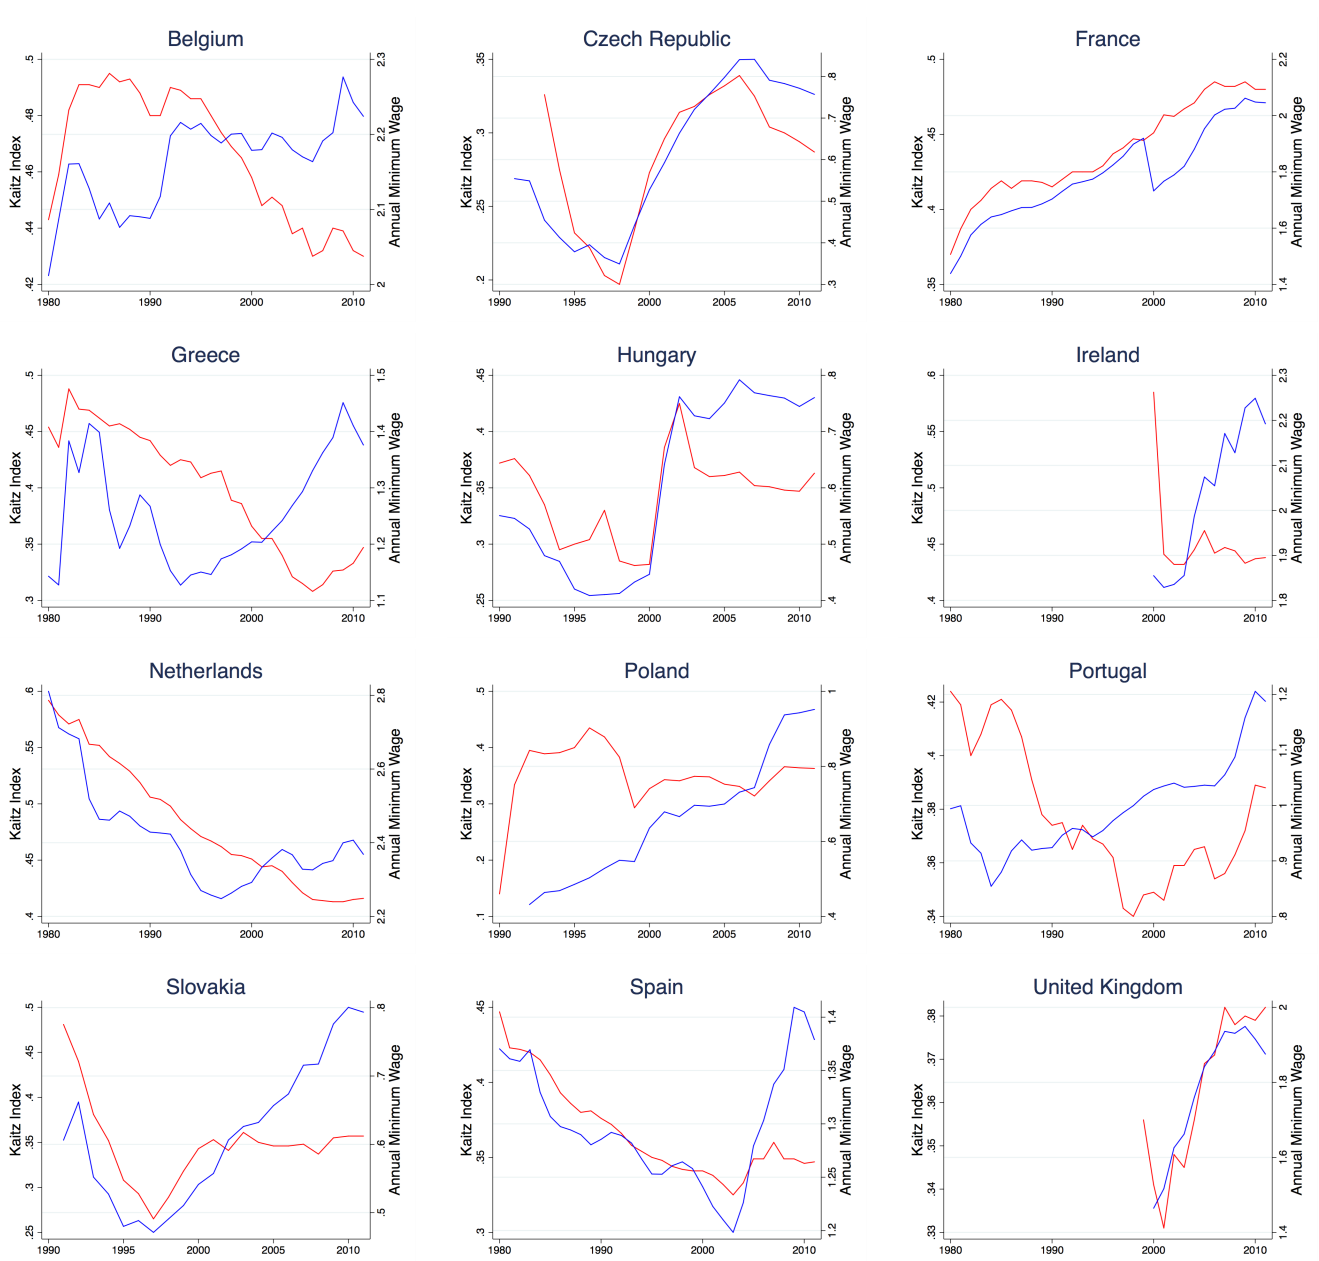 Belgium
Kaitz Index
.42 .44 .46 .48 .5
Annual Minimum Wage
2 2.1 2.2 2.3
1980 1990 2000 2010
Czech Republic
Kaitz Index
.2 .25 .3 .35
Annual Minimum Wage
.3 .4 .5 .6 .7 .8
1990 1995 2000 2005 2010
France
Kaitz Index
.35 .4 .45 .5
Annual Minimum Wage
1.4 1.6 1.8 2 2.2
1980 1990 2000 2010
Greece
Kaitz Index
.3 .35 .4 .45 .5
Annual Minimum Wage
1.1 1.2 1.3 1.4 1.5
1980 1990 2000 2010
Hungary
Kaitz Index
.25 .3 .35 .4 .45
Annual Minimum Wage
.4 .5 .6 .7 .8
1990 1995 2000 2005 2010
Ireland
Kaitz Index
.4 .45 .5 .55 .6
Annual Minimum Wage
1.8 1.9 2 2.1 2.2 2.3
1980 1990 2000 2010
Netherlands
Kaitz Index
.4 .45 .5 .55 .6
Annual Minimum Wage
2.2 2.4 2.6 2.8
1980 1990 2000 2010
Poland
Kaitz Index
.1 .2 .3 .4 .5
Annual Minimum Wage
.4 .6 .8 1
1990 1995 2000 2005 2010
Portugal
Kaitz Index
.34 .36 .38 .4 .42
Annual Minimum Wage
.8 .9 1 1.1 1.2
1980 1990 2000 2010
Slovakia
Kaitz Index
.25 .3 .35 .4 .45 .5
Annual Minimum Wage
.5 .6 .7 .8
1990 1995 2000 2005 2010
Spain
Kaitz Index
.3 .35 .4 .45
Annual Minimum Wage
1.2 1.25 1.3 1.35 1.4
1980 1990 2000 2010
United Kingdom
Kaitz Index
.33 .34 .35 .36 .37 .38
Annual Minimum Wage
1.4 1.6 1.8 2
1980 1990 2000 2010